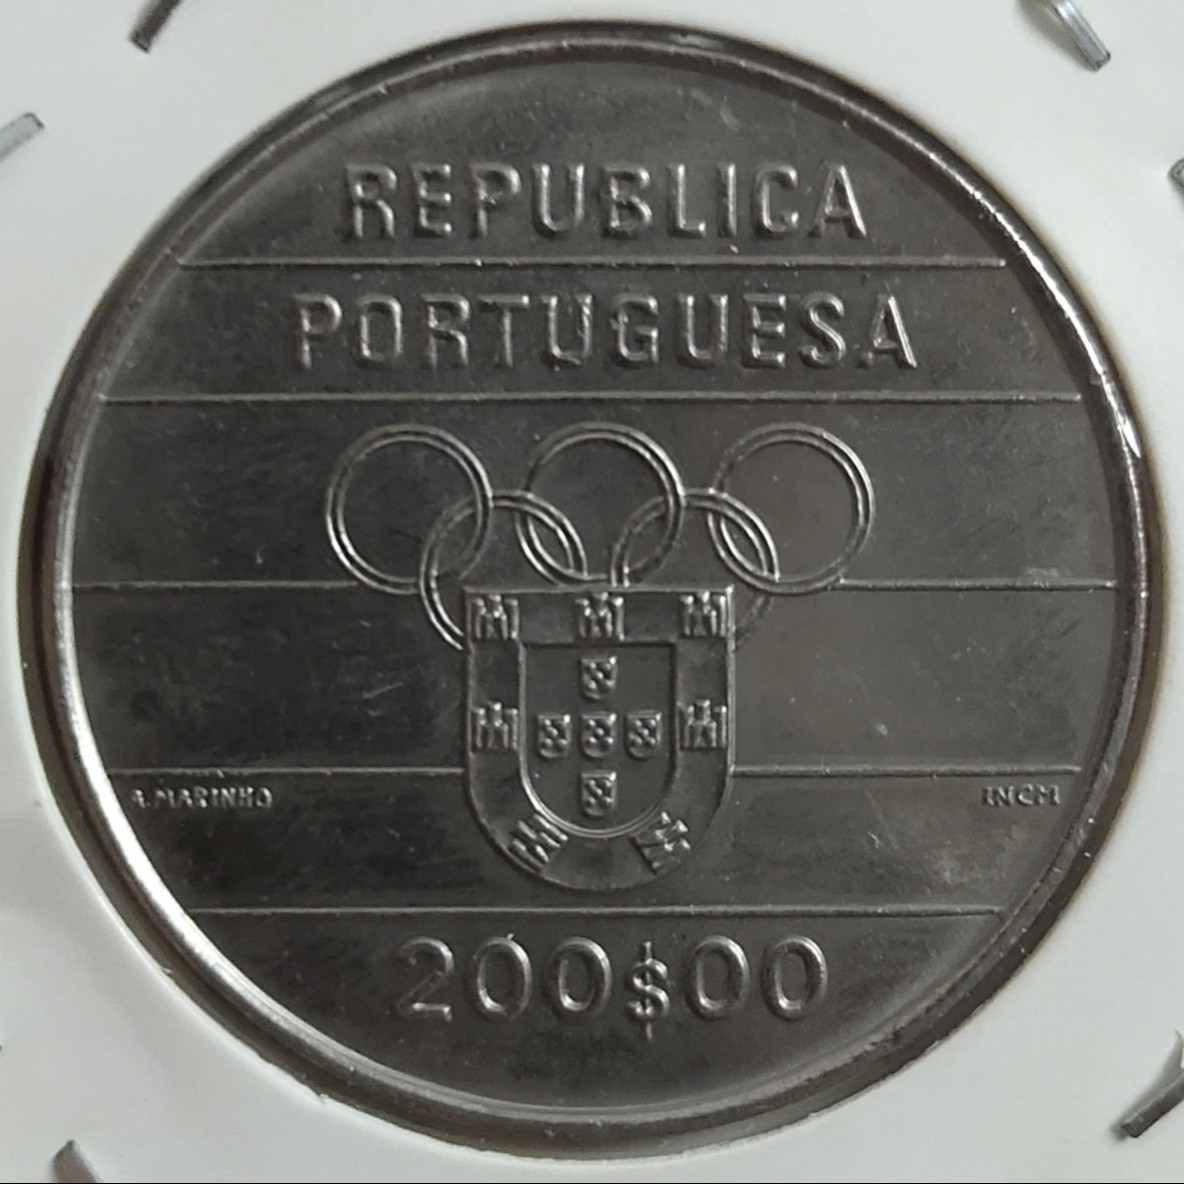 REPUBLICA
PORTUGUESA
A. MARINHO
INCM
200$00